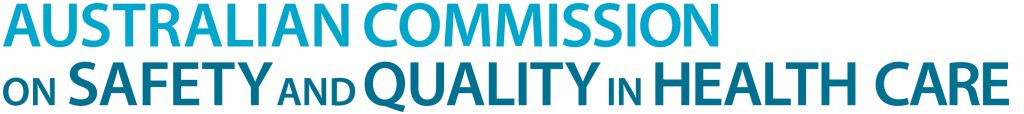 AUSTRALIAN COMMISSION
ON SAFETY AND QUALITY IN HEALTH CARE